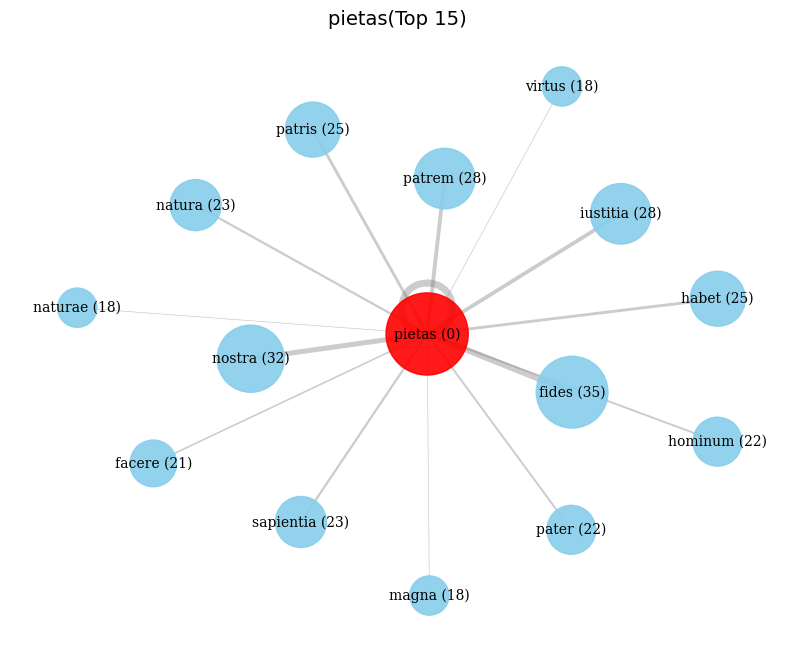 pietas(Top 15)
virtus (18)
patris (25)
patrem (28)
natura (23)
iustitia (28)
habet (25)
naturae (18)
pietas (0)
nostra (32)
fides (35)
hominum (22)
facere (21)
sapientia (23)
pater (22)
magna (18)